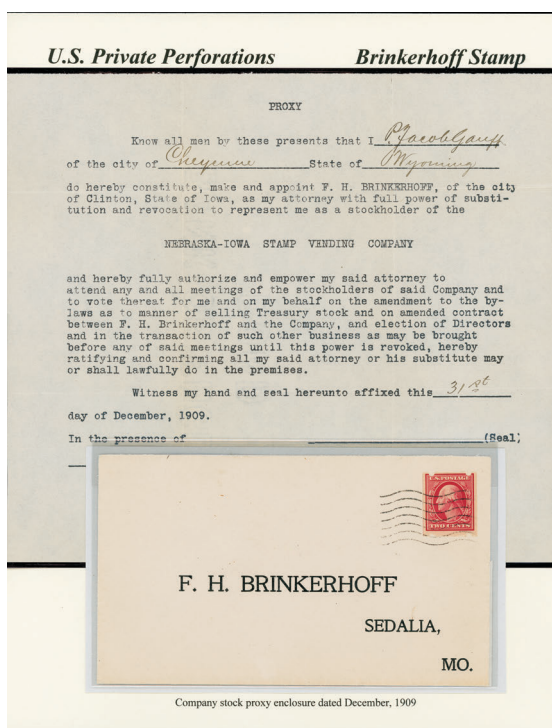 U.S. Private Perforations Brinkerhoff Stamp
PROXY
Know all men by these presents that I P. Jacob
of the city of Cheyenne State of Wyoming
do hereby constitute, make and appoint F. H. BRINKERHOFF, of the city
of Clinton, State of Iowa, as my attorney with full power of substi-
tution and revocation to represent me as a stockholder of the
NEBRASKA-IOWA STAMP VENDING COMPANY
and hereby fully authorize and empower my said attorney to
attend any and all meetings of the stockholders of said Company and
to vote thereat for me and on my behalf on the amendment to the by-
laws as to manner of selling Treasury stock and on amended contract
between F. H. Brinkerhoff and the Company, and election of Directors
and in the transaction of such other business as may be brought
before any of said meetings until this power is revoked, hereby
ratifying and confirming all my said attorney or his substitute may
or shall lawfully do in the premises.
Witness my hand and seal hereunto affixed this 31st
day of December, 1909.
In the presence of (Seal)
U.S. POSTAGE
TWO CENTS
F. H. BRINKERHOFF
SEDALIA,
MO.
Company stock proxy enclosure dated December, 1909